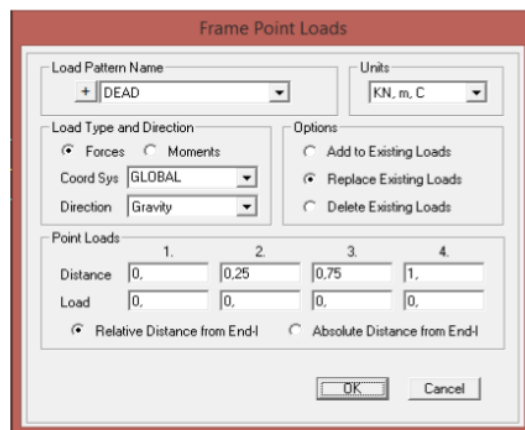 Frame Point Loads
Load Pattern Name
Units
+ DEAD
KN, m, C
Load Type and Direction
Options
Forces Moments
Add to Existing Loads
Coord Sys GLOBAL
Replace Existing Loads
Direction Gravity
Delete Existing Loads
Point Loads
1. 2. 3. 4.
Distance 0, 0,25 0,75 1,
Load 0, 0, 0, 0,
Relative Distance from End-I Absolute Distance from End-I
OK Cancel